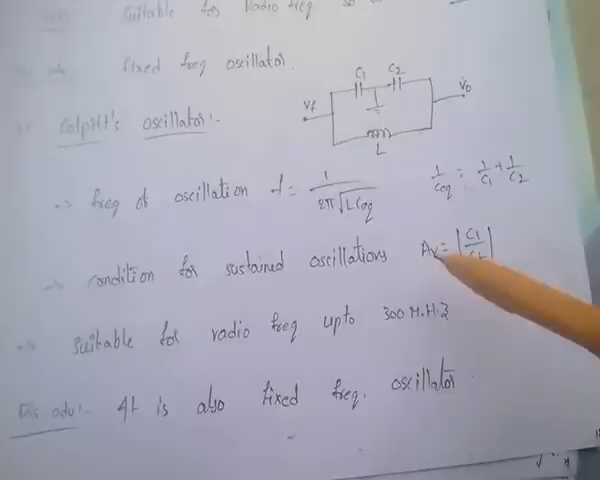 Suitable for Radio freq
fixed freq oscillator.
Colpitt's oscillator:-
C1 C2
Vf Vo
L
-> freq of oscillation f = 1/2π√LCeq 1/Ceq = 1/C1 + 1/C2
-> condition for sustained oscillations Av = |C1/C2|
-> Suitable for radio freq upto 300 M.Hz
Dis adv:- It is also fixed freq. oscillator.